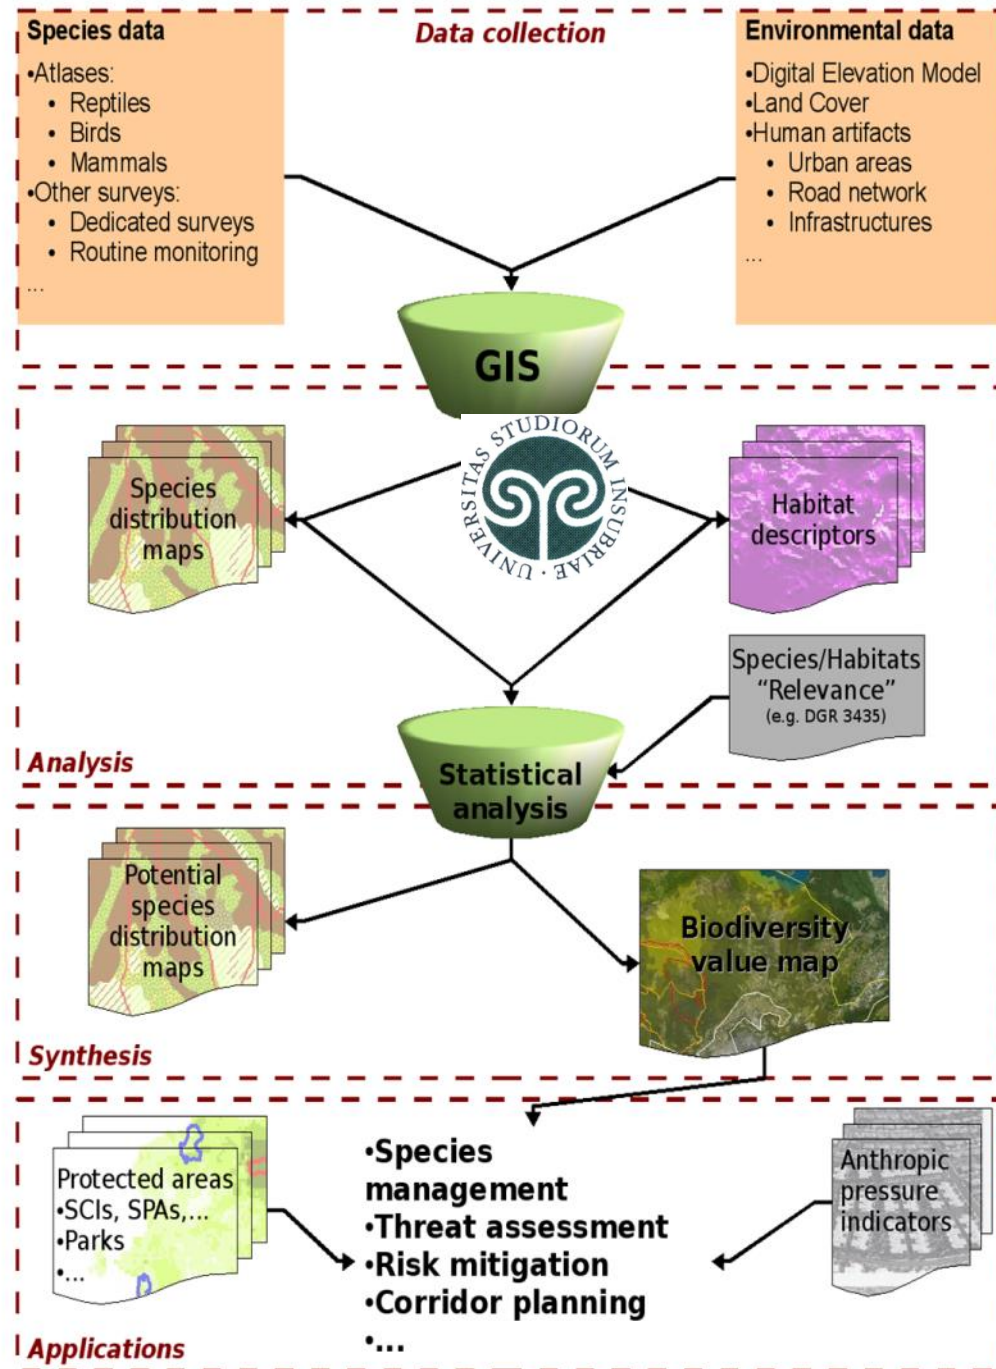 Species data
•Atlases:
• Reptiles
• Birds
• Mammals
•Other surveys:
• Dedicated surveys
• Routine monitoring
...
Data collection
Environmental data
•Digital Elevation Model
•Land Cover
•Human artifacts
• Urban areas
• Road network
• Infrastructures
...
GIS
Species
distribution
maps
UNIVERSITAS STUDIORUM INSUBRIAE ·
Habitat
descriptors
Species/Habitats
“Relevance”
(e.g. DGR 3435)
Analysis
Statistical
analysis
Potential
species
distribution
maps
Biodiversity
value map
Synthesis
Protected areas
•SCIs, SPAs,...
•Parks
•...
•Species
management
•Threat assessment
•Risk mitigation
•Corridor planning
•...
Anthropic
pressure
indicators
Applications